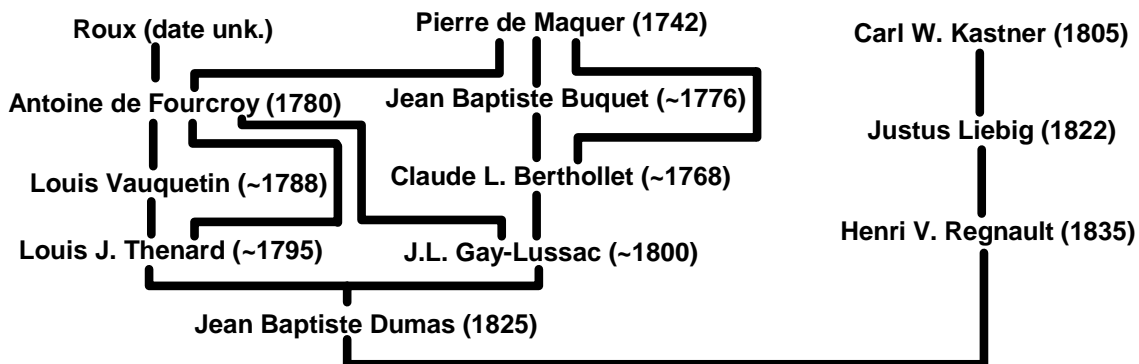 Roux (date unk.)
Pierre de Maquer (1742)
Carl W. Kastner (1805)
Antoine de Fourcroy (1780)
Jean Baptiste Buquet (~1776)
Justus Liebig (1822)
Louis Vauquetin (~1788)
Claude L. Berthollet (~1768)
Henri V. Regnault (1835)
Louis J. Thenard (~1795)
J.L. Gay-Lussac (~1800)
Jean Baptiste Dumas (1825)